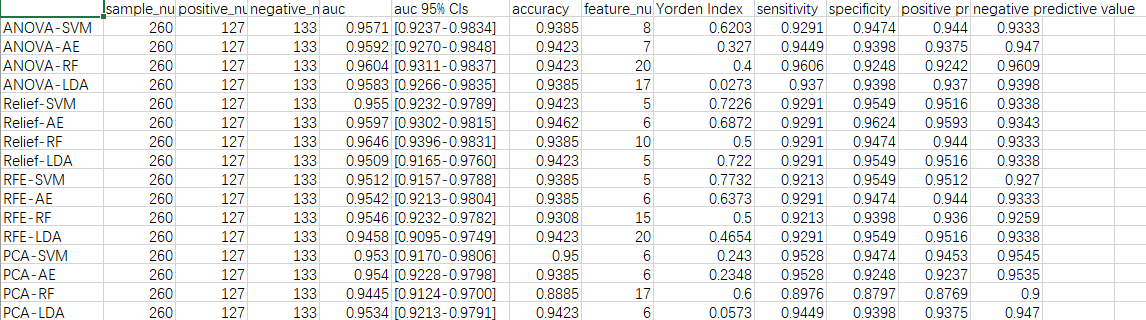 sample_nu positive_nu negative_n auc auc 95% CIs accuracy feature_nu Yorden Index sensitivity specificity positive pr negative predictive value
ANOVA-SVM 260 127 133 0.9571 [0.9237-0.9834] 0.9385 8 0.6203 0.9291 0.9474 0.944 0.9333
ANOVA-AE 260 127 133 0.9592 [0.9270-0.9848] 0.9423 7 0.327 0.9449 0.9398 0.9375 0.947
ANOVA-RF 260 127 133 0.9604 [0.9311-0.9837] 0.9423 20 0.4 0.9606 0.9248 0.9242 0.9609
ANOVA-LDA 260 127 133 0.9583 [0.9266-0.9835] 0.9385 17 0.0273 0.937 0.9398 0.937 0.9398
Relief-SVM 260 127 133 0.955 [0.9232-0.9789] 0.9423 5 0.7226 0.9291 0.9549 0.9516 0.9338
Relief-AE 260 127 133 0.9597 [0.9302-0.9815] 0.9462 6 0.6872 0.9291 0.9624 0.9593 0.9343
Relief-RF 260 127 133 0.9646 [0.9396-0.9831] 0.9385 10 0.5 0.9291 0.9474 0.944 0.9333
Relief-LDA 260 127 133 0.9509 [0.9165-0.9760] 0.9423 5 0.722 0.9291 0.9549 0.9516 0.9338
RFE-SVM 260 127 133 0.9512 [0.9157-0.9788] 0.9385 5 0.7732 0.9213 0.9549 0.9512 0.927
RFE-AE 260 127 133 0.9542 [0.9213-0.9804] 0.9385 6 0.6373 0.9291 0.9474 0.944 0.9333
RFE-RF 260 127 133 0.9546 [0.9232-0.9782] 0.9308 15 0.5 0.9213 0.9398 0.936 0.9259
RFE-LDA 260 127 133 0.9458 [0.9095-0.9749] 0.9423 20 0.4654 0.9291 0.9549 0.9516 0.9338
PCA-SVM 260 127 133 0.953 [0.9170-0.9806] 0.95 6 0.243 0.9528 0.9474 0.9453 0.9545
PCA-AE 260 127 133 0.954 [0.9228-0.9798] 0.9385 6 0.2348 0.9528 0.9248 0.9237 0.9535
PCA-RF 260 127 133 0.9445 [0.9124-0.9700] 0.8885 17 0.6 0.8976 0.8797 0.8769 0.9
PCA-LDA 260 127 133 0.9534 [0.9213-0.9791] 0.9423 6 0.0573 0.9449 0.9398 0.9375 0.947